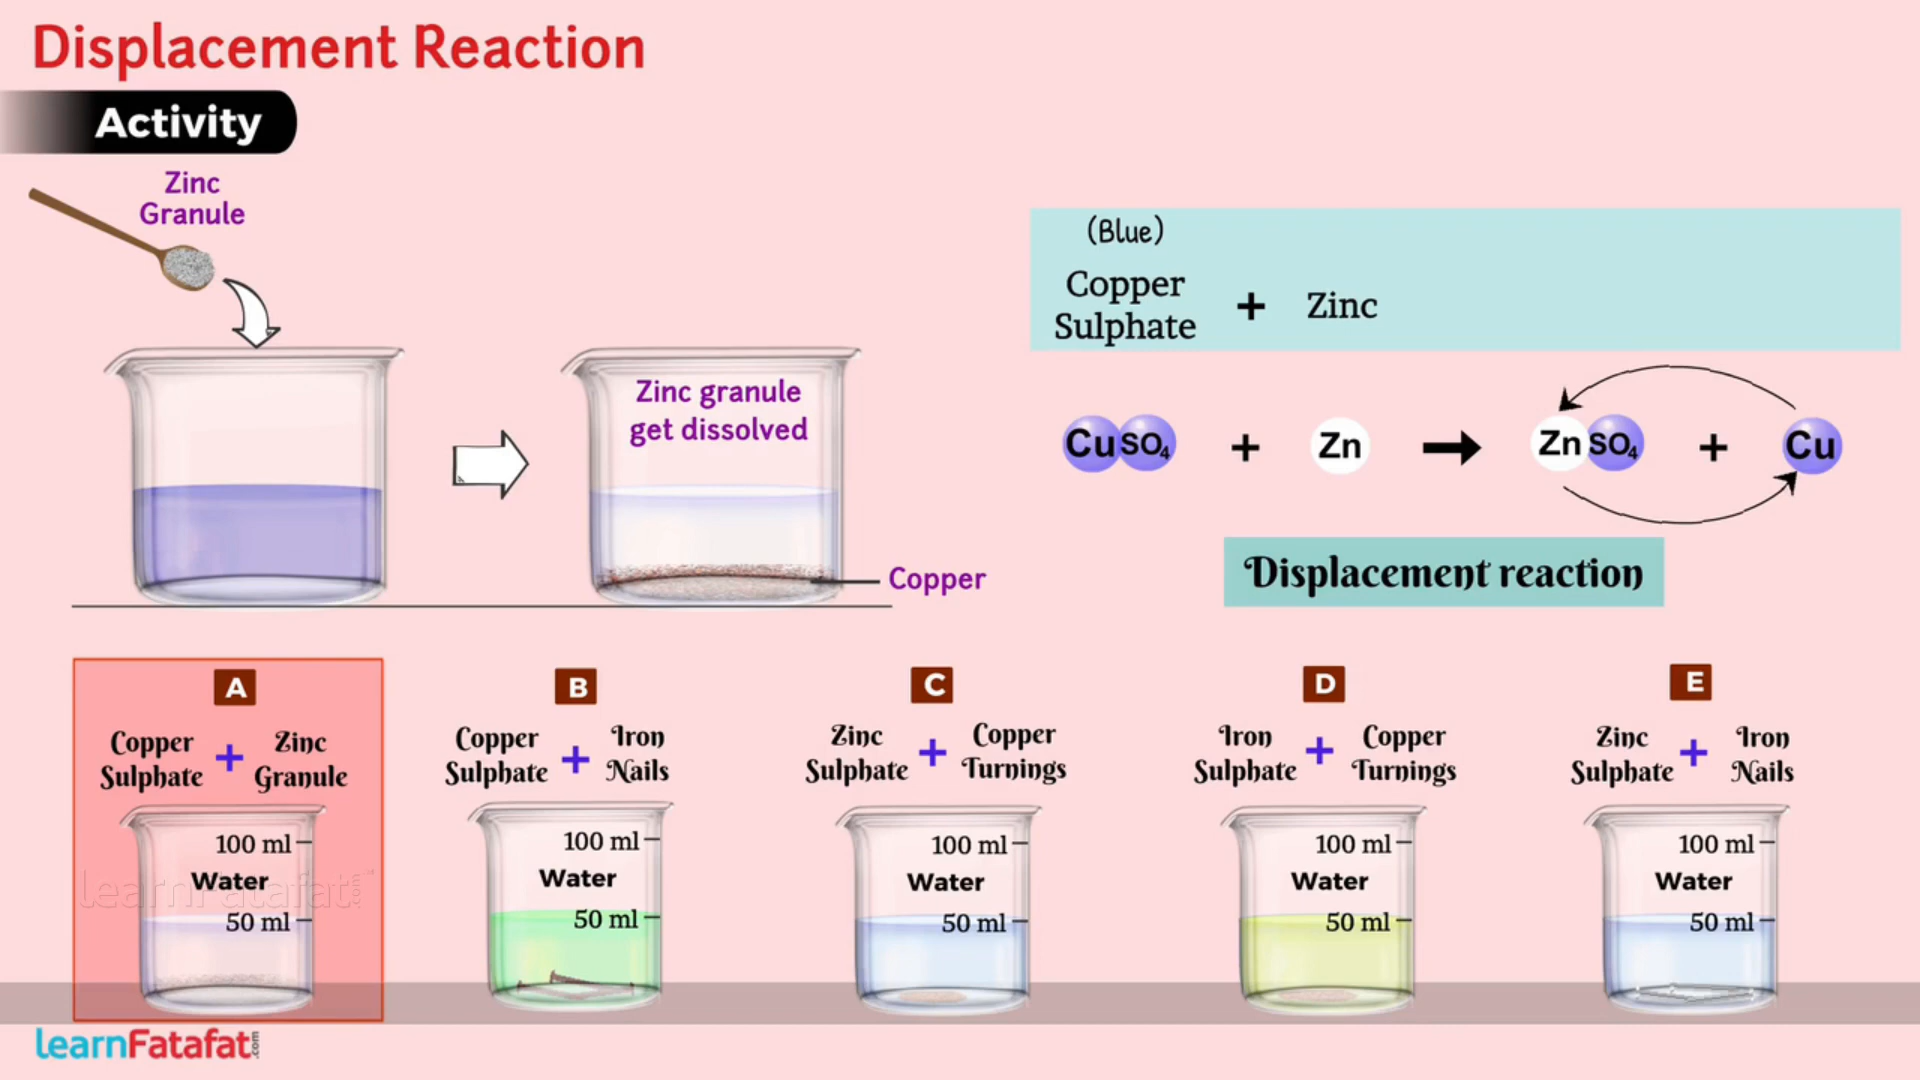 Displacement Reaction
Activity
Zinc
Granule
Zinc granule
get dissolved
Copper
(Blue)
Copper
Sulphate + Zinc
CuSO₄ + Zn → ZnSO₄ + Cu
Displacement reaction
A
Copper
Sulphate + Zinc
Granule
100 ml
Water
50 ml
B
Copper
Sulphate + Iron
Nails
100 ml
Water
50 ml
C
Zinc
Sulphate + Copper
Turnings
100 ml
Water
50 ml
D
Iron
Sulphate + Copper
Turnings
100 ml
Water
50 ml
E
Zinc
Sulphate + Iron
Nails
100 ml
Water
50 ml
learnFatafat.com
learnFatafat.com